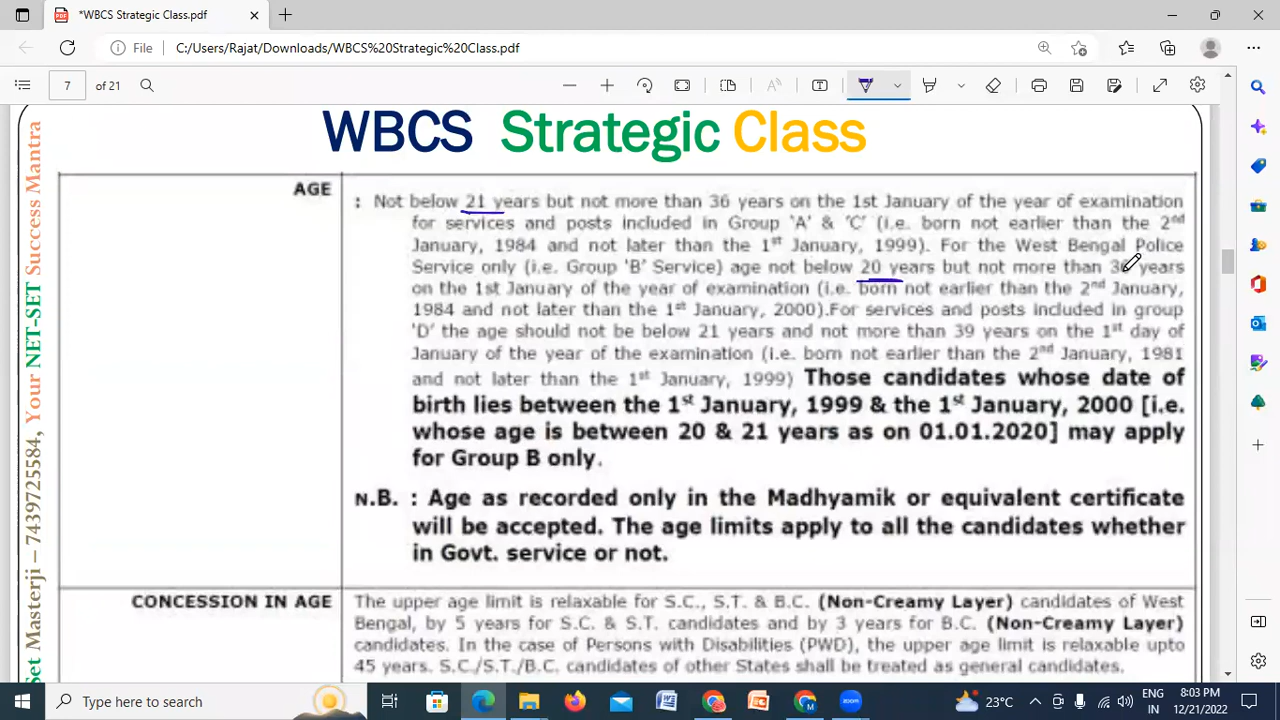 *WBCS Strategic Class.pdf
File C:/Users/Rajat/Downloads/WBCS%20Strategic%20Class.pdf
7 of 21
WBCS Strategic Class
AGE
: Not below 21 years but not more than 36 years on the 1st January of the year of examination
for services and posts included in Group 'A' & 'C' (i.e. born not earlier than the 2nd
January, 1984 and not later than the 1st January, 1999). For the West Bengal Police
Service only (i.e. Group 'B' Service) age not below 20 years but not more than years
on the 1st January of the year of examination (i.e. born not earlier than the 2nd January,
1984 and not later than the 1st January, 2000).For services and posts included in group
'D' the age should not be below 21 years and not more than 39 years on the 1st day of
January of the year of the examination (i.e. born not earlier than the 2nd January, 1981
and not later than the 1st January, 1999) Those candidates whose date of
birth lies between the 1st January, 1999 & the 1st January, 2000 [i.e.
whose age is between 20 & 21 years as on 01.01.2020] may apply
for Group B only.
N.B. : Age as recorded only in the Madhyamik or equivalent certificate
will be accepted. The age limits apply to all the candidates whether
in Govt. service or not.
CONCESSION IN AGE
The upper age limit is relaxable for S.C., S.T. & B.C. (Non-Creamy Layer) candidates of West
Bengal, by 5 years for S.C. & S.T. candidates and by 3 years for B.C. (Non-Creamy Layer)
candidates. In the case of Persons with Disabilities (PWD), the upper age limit is relaxable upto
45 years. S.C./S.T./B.C. candidates of other States shall be treated as general candidates.
Set Masterji – 7439725584, Your NET-SET Success Mantra
Type here to search
23°C
ENG
IN
8:03 PM
12/21/2022